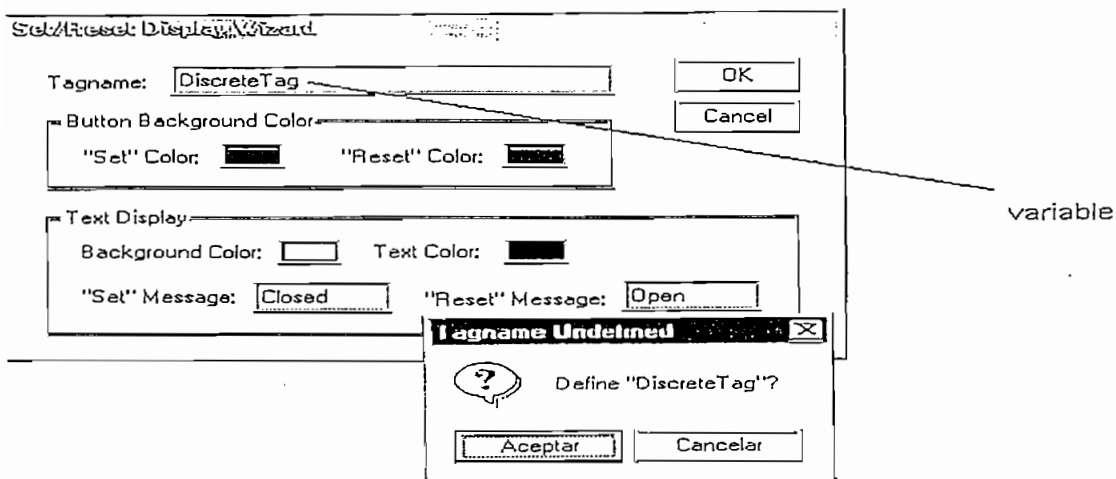 Set/Reset Display Wizard
Tagname: DiscreteTag
OK
Cancel
Button Background Color
"Set" Color: "Reset" Color:
variable
Text Display
Background Color: Text Color:
"Set" Message: Closed "Reset" Message: Open
Tagname Undefined
Define "DiscreteTag"?
Aceptar Cancelar